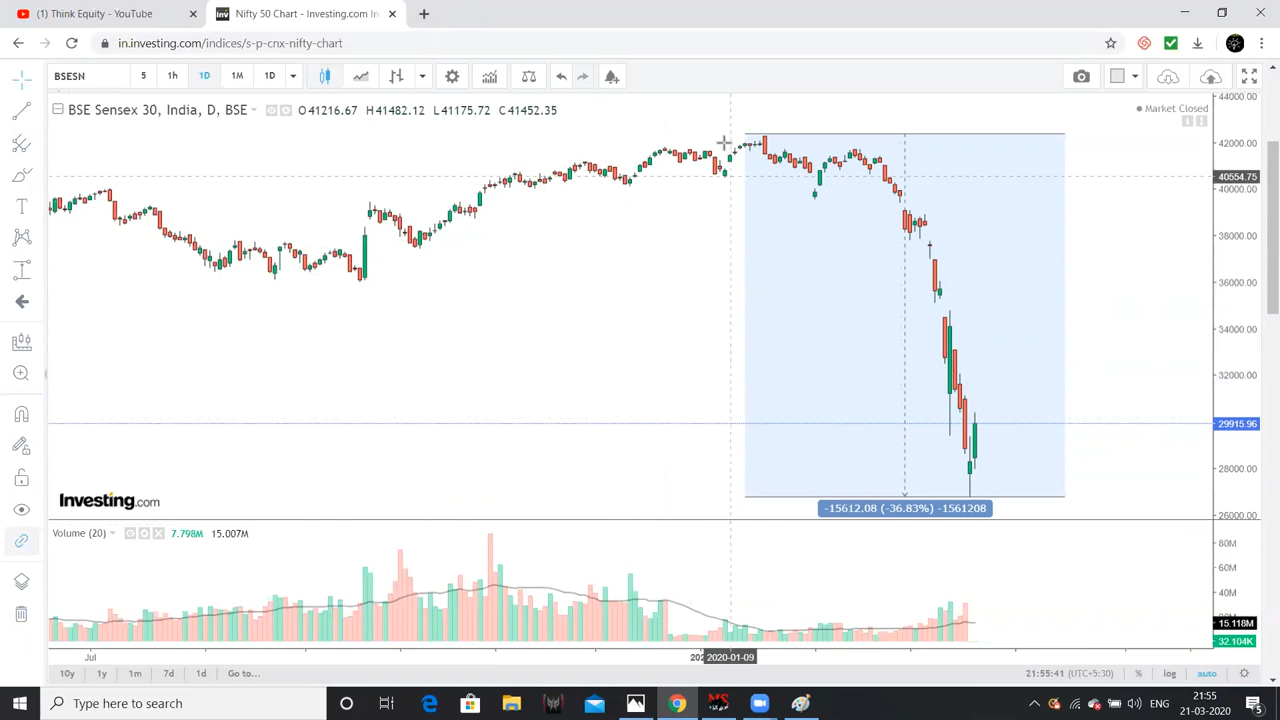 (1) Think Equity - YouTube
Nifty 50 Chart - Investing.com In
in.investing.com/indices/s-p-cnx-nifty-chart
BSESN 5 1h 1D 1M 1D
BSE Sensex 30, India, D, BSE O41216.67 H41482.12 L41175.72 C41452.35
Market Closed
44000.00
42000.00
40554.75
40000.00
38000.00
36000.00
34000.00
32000.00
29915.96
28000.00
26000.00
Investing.com
-15612.08 (-36.83%) -1561208
Volume (20) 7.798M 15.007M
80M
60M
40M
15.118M
32.104K
Jul 2020-01-09
10y 1y 1m 7d 1d Go to... 21:55:41 (UTC+5:30) % log auto
Type here to search
ENG
21:55
21-03-2020
5